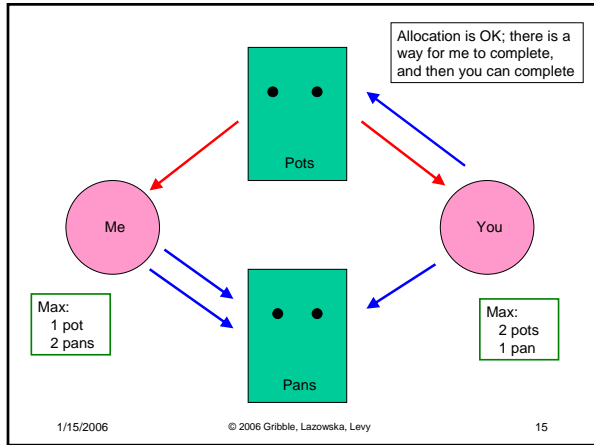 Allocation is OK; there is a
way for me to complete,
and then you can complete
Pots
Me
You
Max:
1 pot
2 pans
Max:
2 pots
1 pan
Pans
1/15/2006
© 2006 Gribble, Lazowska, Levy
15